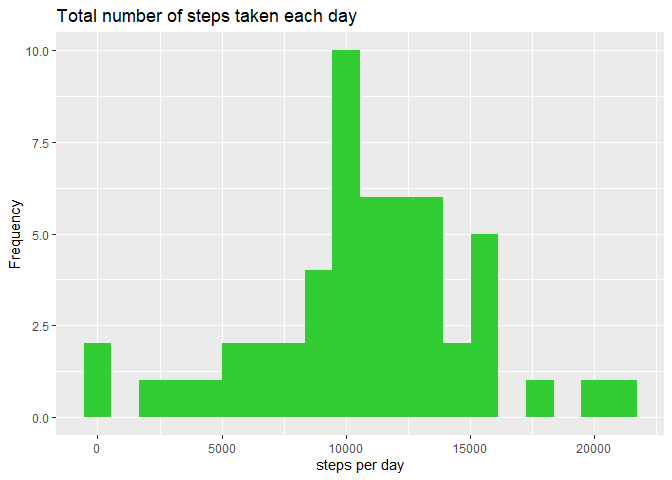 Total number of steps taken each day
10.0
7.5
5.0
2.5
0.0
Frequency
0 5000 10000 15000 20000
steps per day